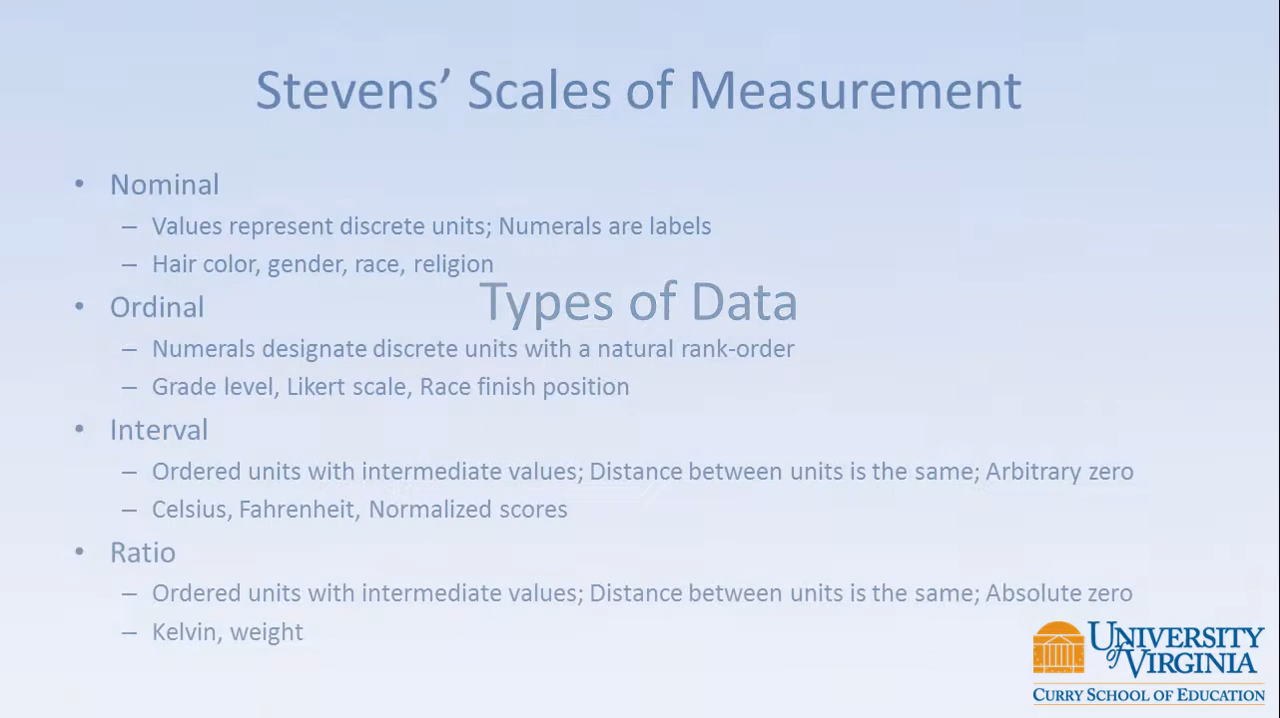 Stevens’ Scales of Measurement
• Nominal
– Values represent discrete units; Numerals are labels
– Hair color, gender, race, religion
Types of Data
• Ordinal
– Numerals designate discrete units with a natural rank-order
– Grade level, Likert scale, Race finish position
• Interval
– Ordered units with intermediate values; Distance between units is the same; Arbitrary zero
– Celsius, Fahrenheit, Normalized scores
• Ratio
– Ordered units with intermediate values; Distance between units is the same; Absolute zero
– Kelvin, weight
UNIVERSITY
of VIRGINIA
CURRY SCHOOL OF EDUCATION